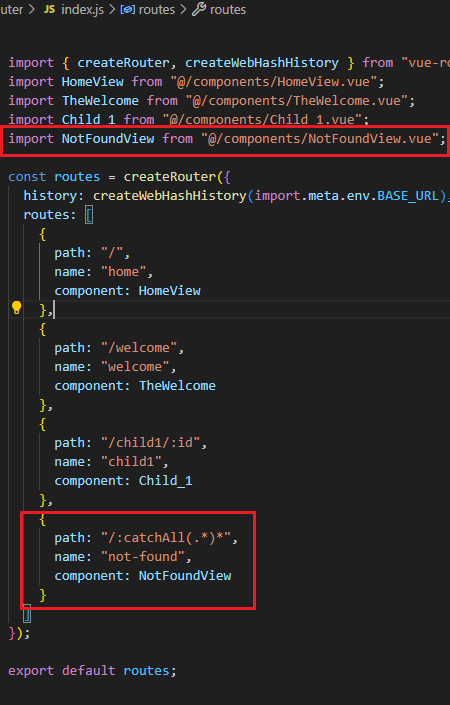 uter > JS index.js > routes > routes
import { createRouter, createWebHashHistory } from "vue-ro
import HomeView from "@/components/HomeView.vue";
import TheWelcome from "@/components/TheWelcome.vue";
import Child_1 from "@/components/Child_1.vue";
import NotFoundView from "@/components/NotFoundView.vue";
const routes = createRouter({
history: createWebHashHistory(import.meta.env.BASE_URL),
routes: [
{
path: "/",
name: "home",
component: HomeView
},
{
path: "/welcome",
name: "welcome",
component: TheWelcome
},
{
path: "/child1/:id",
name: "child1",
component: Child_1
},
{
path: "/:catchAll(.*)*",
name: "not-found",
component: NotFoundView
}
]
});
export default routes;